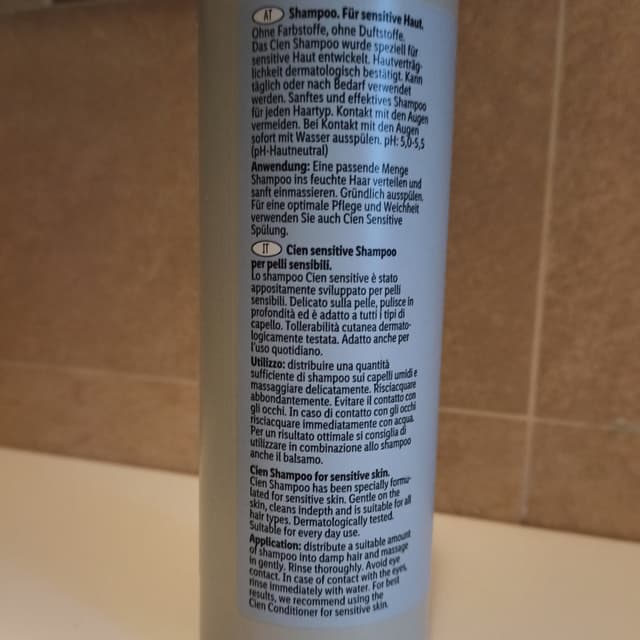 AT Shampoo. Für sensitive Haut.
Ohne Farbstoffe, ohne Duftstoffe.
Das Cien Shampoo wurde speziell für
sensitive Haut entwickelt. Hautverträg-
lichkeit dermatologisch bestätigt. Kann
täglich oder nach Bedarf verwendet
werden. Sanftes und effektives Shampoo
für jeden Haartyp. Kontakt mit den Augen
vermeiden. Bei Kontakt mit den Augen
sofort mit Wasser ausspülen. pH: 5,0-5,5
(pH-Hautneutral)
Anwendung: Eine passende Menge
Shampoo ins feuchte Haar verteilen und
sanft einmassieren. Gründlich ausspülen.
Für eine optimale Pflege und Weichheit
verwenden Sie auch Cien Sensitive
Spülung.
IT Cien sensitive Shampoo
per pelli sensibili.
Lo shampoo Cien sensitive è stato
appositamente sviluppato per pelli
sensibili. Delicato sulla pelle, pulisce in
profondità ed è adatto a tutti i tipi di
capello. Tollerabilità cutanea dermato-
logicamente testata. Adatto anche per
l'uso quotidiano.
Utilizzo: distribuire una quantità
sufficiente di shampoo sui capelli umidi e
massaggiare delicatamente. Risciacquare
abbondantemente. Evitare il contatto con
gli occhi. In caso di contatto con gli occhi
risciacquare immediatamente con acqua.
Per un risultato ottimale si consiglia di
utilizzare in combinazione allo shampoo
anche il balsamo.
Cien Shampoo for sensitive skin.
Cien Shampoo has been specially formu-
lated for sensitive skin. Gentle on the
skin, cleans indepth and is suitable for all
hair types. Dermatologically tested.
Suitable for every day use.
Application: distribute a suitable amount
of shampoo into damp hair and massage
in gently. Rinse thoroughly. Avoid eye
contact. In case of contact with the eyes,
rinse immediately with water. For best
results, we recommend using the
Cien Conditioner for sensitive skin.